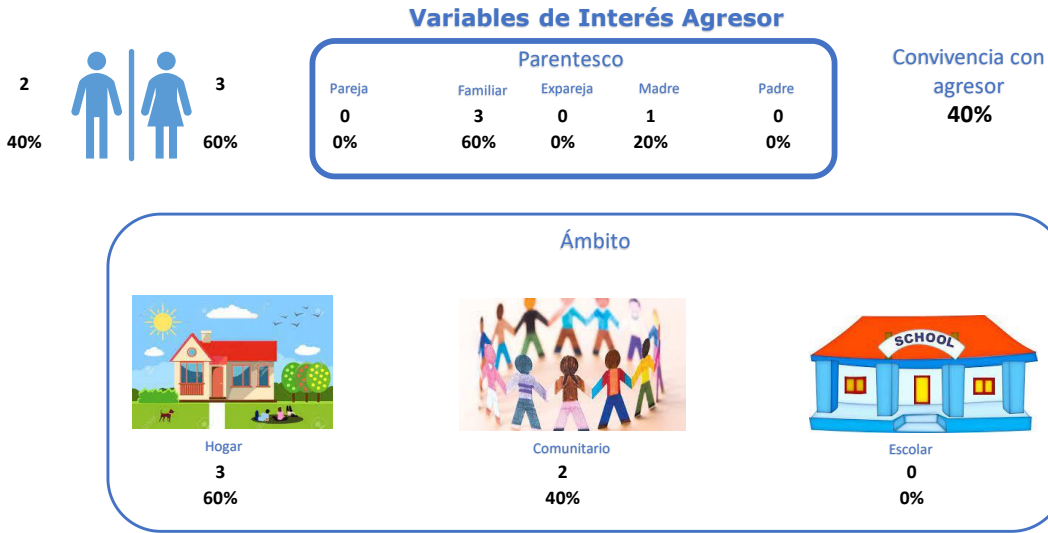 Variables de Interés Agresor
2
40%
3
60%
Parentesco
Pareja Familiar Expareja Madre Padre
0 3 0 1 0
0% 60% 0% 20% 0%
Convivencia con
agresor
40%
Ámbito
SCHOOL
Hogar Comunitario Escolar
3 2 0
60% 40% 0%